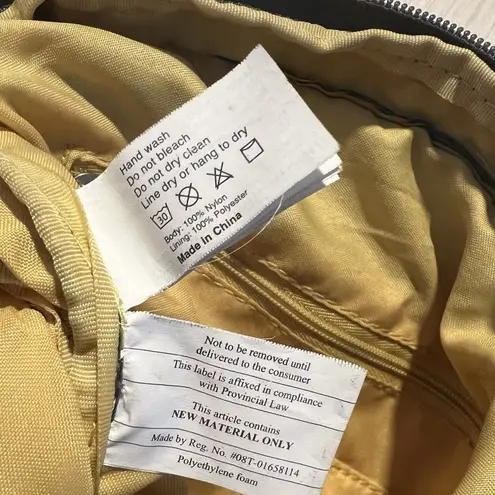 Hand wash
Do not bleach
Do not dry clean
Line dry or hang to dry
30
Body: 100% Nylon
Lining: 100% Polyester
Made in China
Not to be removed until
delivered to the consumer
This label is affixed in compliance
with Provincial Law
This article contains
NEW MATERIAL ONLY
Made by Reg. No. #08T-01658114
Polyethylene foam